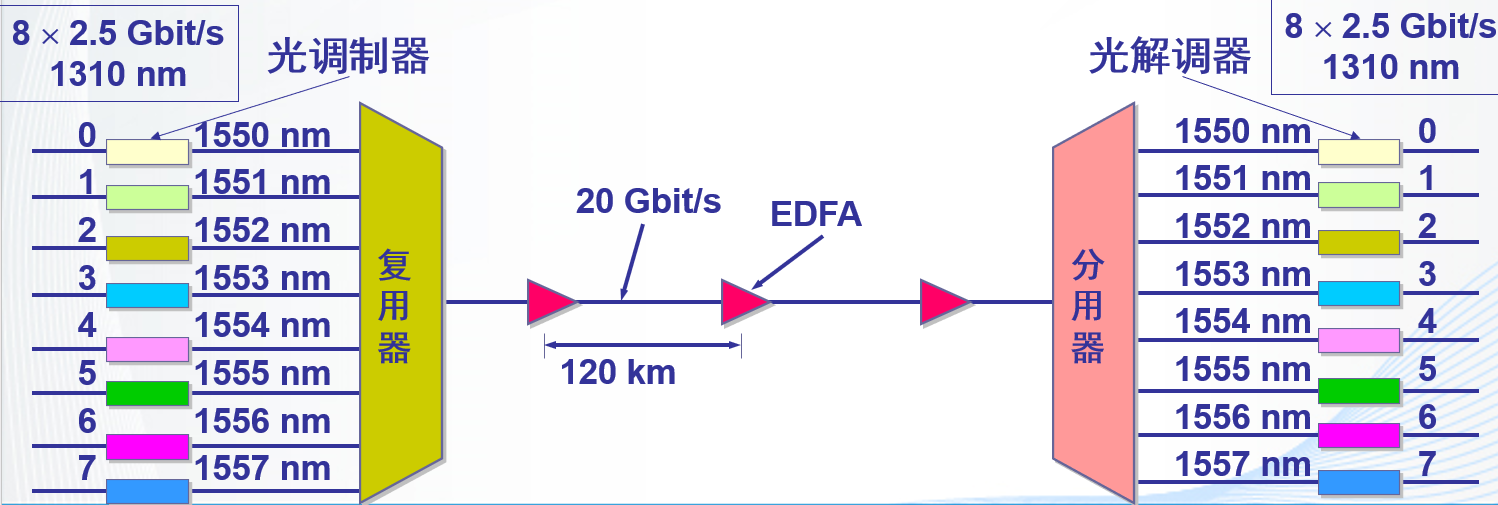 8 × 2.5 Gbit/s
1310 nm
光调制器
光解调器
8 × 2.5 Gbit/s
1310 nm
0
1550 nm
1
1551 nm
2
1552 nm
3
1553 nm
4
1554 nm
5
1555 nm
6
1556 nm
7
1557 nm
复
用
器
20 Gbit/s
EDFA
120 km
分
用
器
1550 nm
0
1551 nm
1
1552 nm
2
1553 nm
3
1554 nm
4
1555 nm
5
1556 nm
6
1557 nm
7